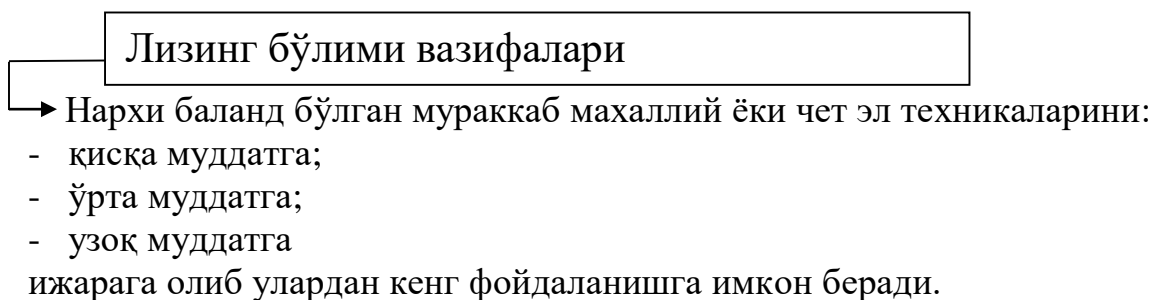 Лизинг бўлими вазифалари
Нархи баланд бўлган мураккаб махаллий ёки чет эл техникаларини:
- қисқа муддатга;
- ўрта муддатга;
- узоқ муддатга
ижарага олиб улардан кенг фойдаланишга имкон беради.